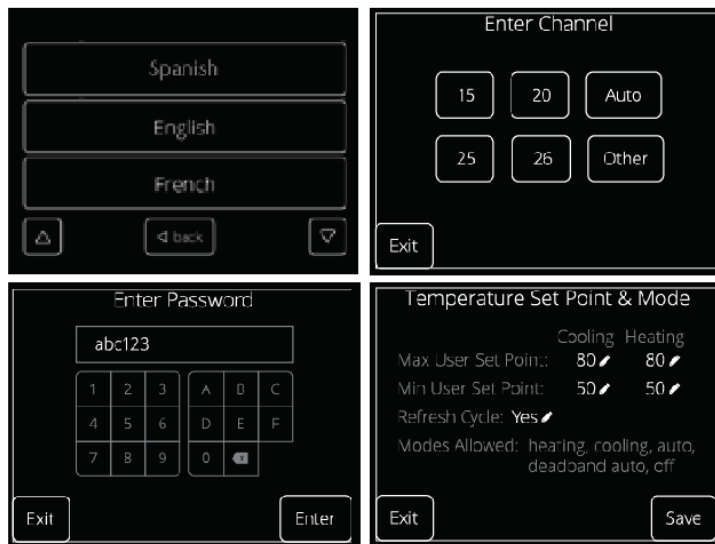 Spanish
English
French
back
Enter Channel
15 20 Auto
25 26 Other
Exit
Enter Password
abc123
1 2 3 A B C
4 5 6 D E F
7 8 9 0
Exit Enter
Temperature Set Point & Mode
Cooling Heating
Max User Set Point: 80 80
Min User Set Point: 50 50
Refresh Cycle: Yes
Modes Allowed: heating, cooling, auto,
deadband auto, off
Exit Save